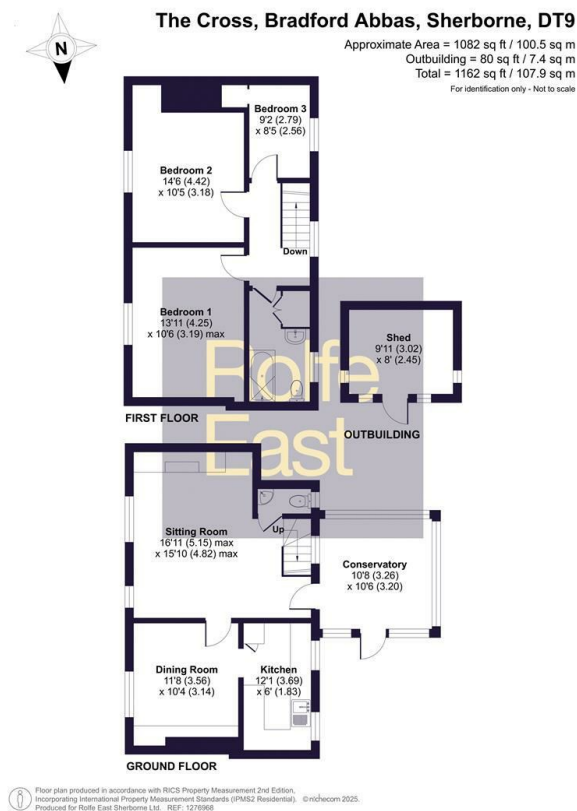 The Cross, Bradford Abbas, Sherborne, DT9
Approximate Area = 1082 sq ft / 100.5 sq m
Outbuilding = 80 sq ft / 7.4 sq m
Total = 1162 sq ft / 107.9 sq m
For identification only - Not to scale
N
Bedroom 3
9'2 (2.79)
x 8'5 (2.56)
Bedroom 2
14'6 (4.42)
x 10'5 (3.18)
Down
Bedroom 1
13'11 (4.25)
x 10'6 (3.19) max
Shed
9'11 (3.02)
x 8' (2.45)
Rolfe
East
FIRST FLOOR
OUTBUILDING
Sitting Room
16'11 (5.15) max
x 15'10 (4.82) max
Up
Conservatory
10'8 (3.26)
x 10'6 (3.20)
Dining Room
11'8 (3.56)
x 10'4 (3.14)
Kitchen
12'1 (3.69)
x 6' (1.83)
GROUND FLOOR
Floor plan produced in accordance with RICS Property Measurement 2nd Edition,
Incorporating International Property Measurement Standards (IPMS2 Residential). ©nichecom 2025.
Produced for Rolfe East Sherborne Ltd. REF: 1276968